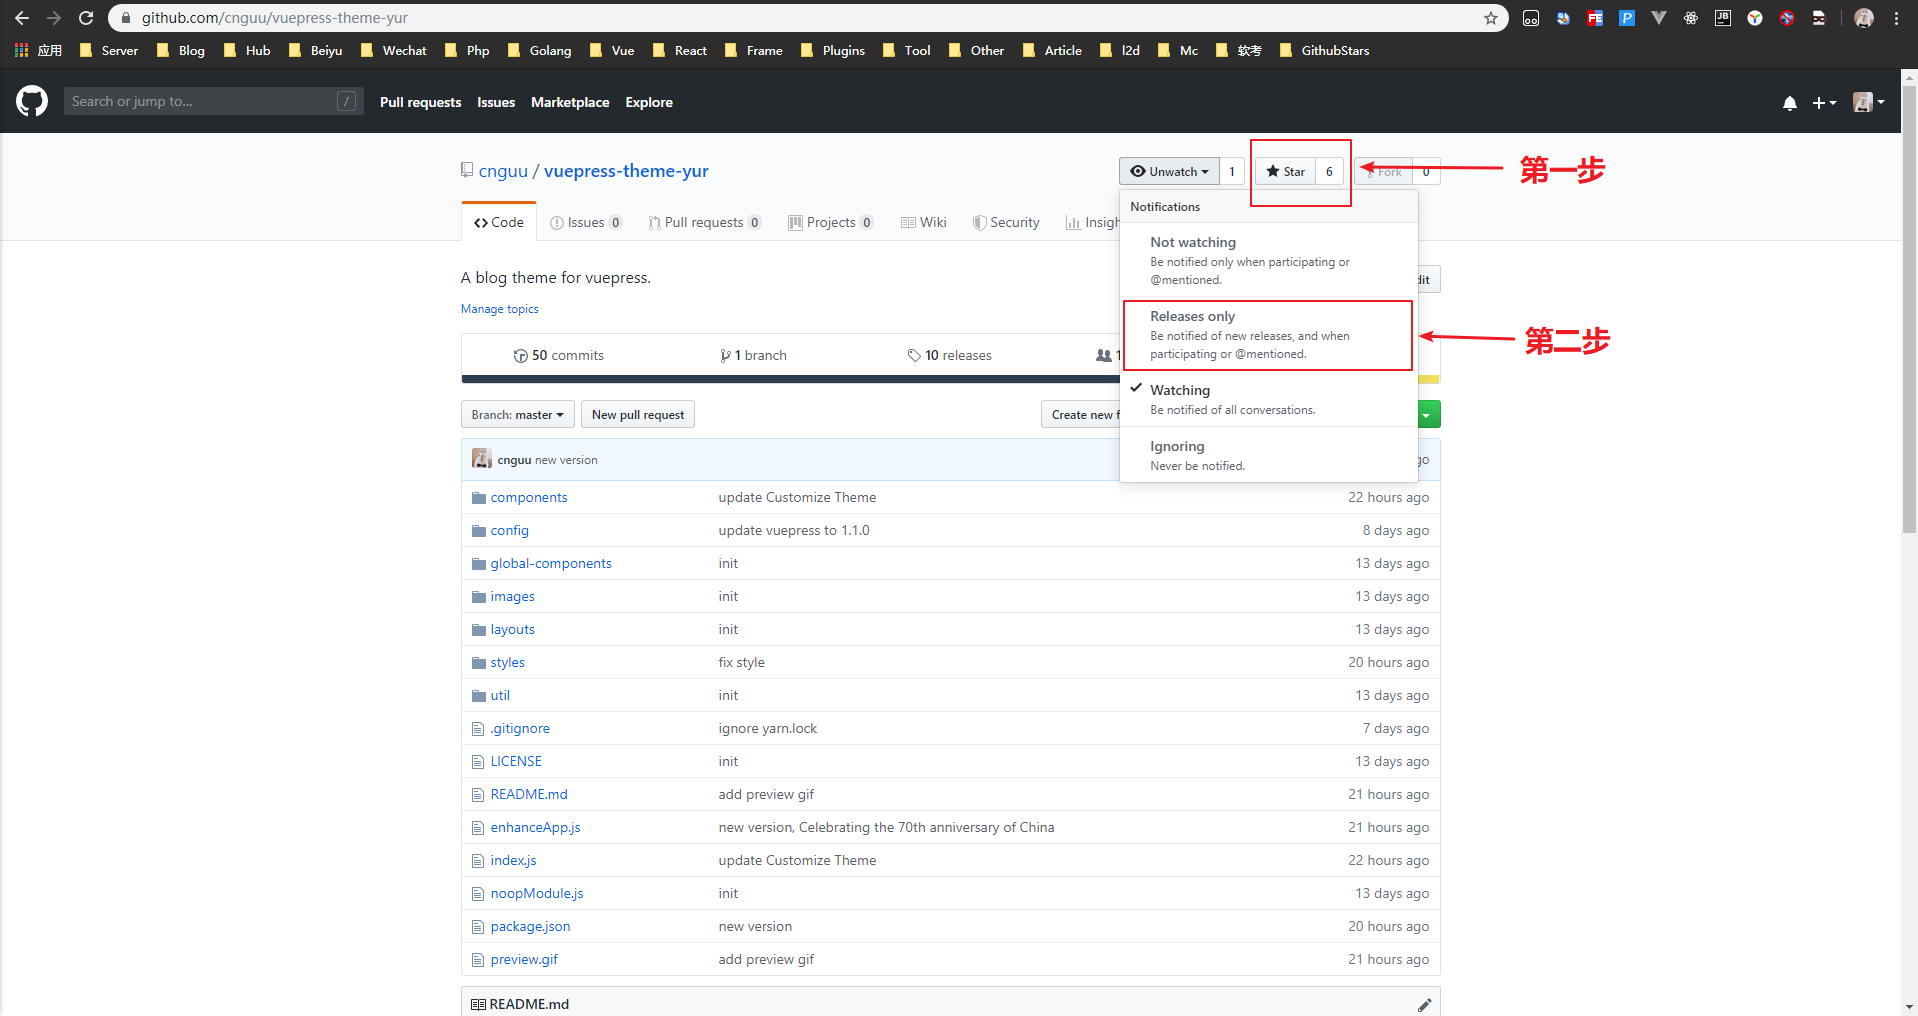 github.com/cnguu/vuepress-theme-yur
应用 Server Blog Hub Beiyu Wechat Php Golang Vue React Frame Plugins Tool Other Article l2d Mc 软考 GithubStars
Search or jump to... / Pull requests Issues Marketplace Explore
cnguu / vuepress-theme-yur Unwatch 1 Star 6 Fork 0 第一步
Code Issues 0 Pull requests 0 Projects 0 Wiki Security Insigh
Notifications
Not watching
Be notified only when participating or
@mentioned.
Releases only
Be notified of new releases, and when
participating or @mentioned.
第二步
Watching
Be notified of all conversations.
Ignoring
Never be notified.
A blog theme for vuepress. dit
Manage topics
50 commits 1 branch 10 releases 1
Branch: master New pull request Create new f
cnguu new version go
components update Customize Theme 22 hours ago
config update vuepress to 1.1.0 8 days ago
global-components init 13 days ago
images init 13 days ago
layouts init 13 days ago
styles fix style 20 hours ago
util init 13 days ago
.gitignore ignore yarn.lock 7 days ago
LICENSE init 13 days ago
README.md add preview gif 21 hours ago
enhanceApp.js new version, Celebrating the 70th anniversary of China 21 hours ago
index.js update Customize Theme 22 hours ago
noopModule.js init 13 days ago
package.json new version 20 hours ago
preview.gif add preview gif 21 hours ago
README.md